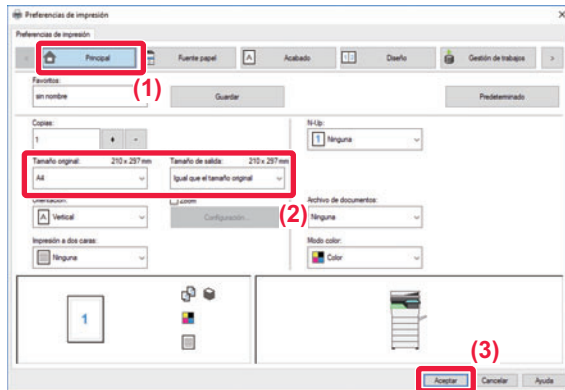 Preferencias de impresión
Preferencias de inpresión
Principal
Fuente papel
A
Acabado
Diseño
Gestión de trabajos
(1)
Favoritos:
sin nombre
Guardar
Predeterminado
Copias:
1
+ -
N-Up:
1 Ninguna
Tamaño original: 210 x 297 mm
Tamaño de salida: 210 x 297 mm
A4
Igual que el tamaño original
(2)
Orientación:
Zoom
Archivo de documentos:
A Vertical
Configuración...
Ninguna
Impresión a dos caras:
Modo color:
Ninguna
Color
1
(3)
Aceptar
Cancelar
Ayuda